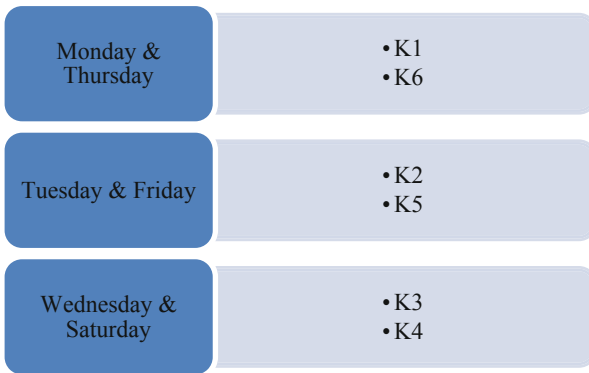 Monday &
Thursday
• K1
• K6
Tuesday & Friday
• K2
• K5
Wednesday &
Saturday
• K3
• K4